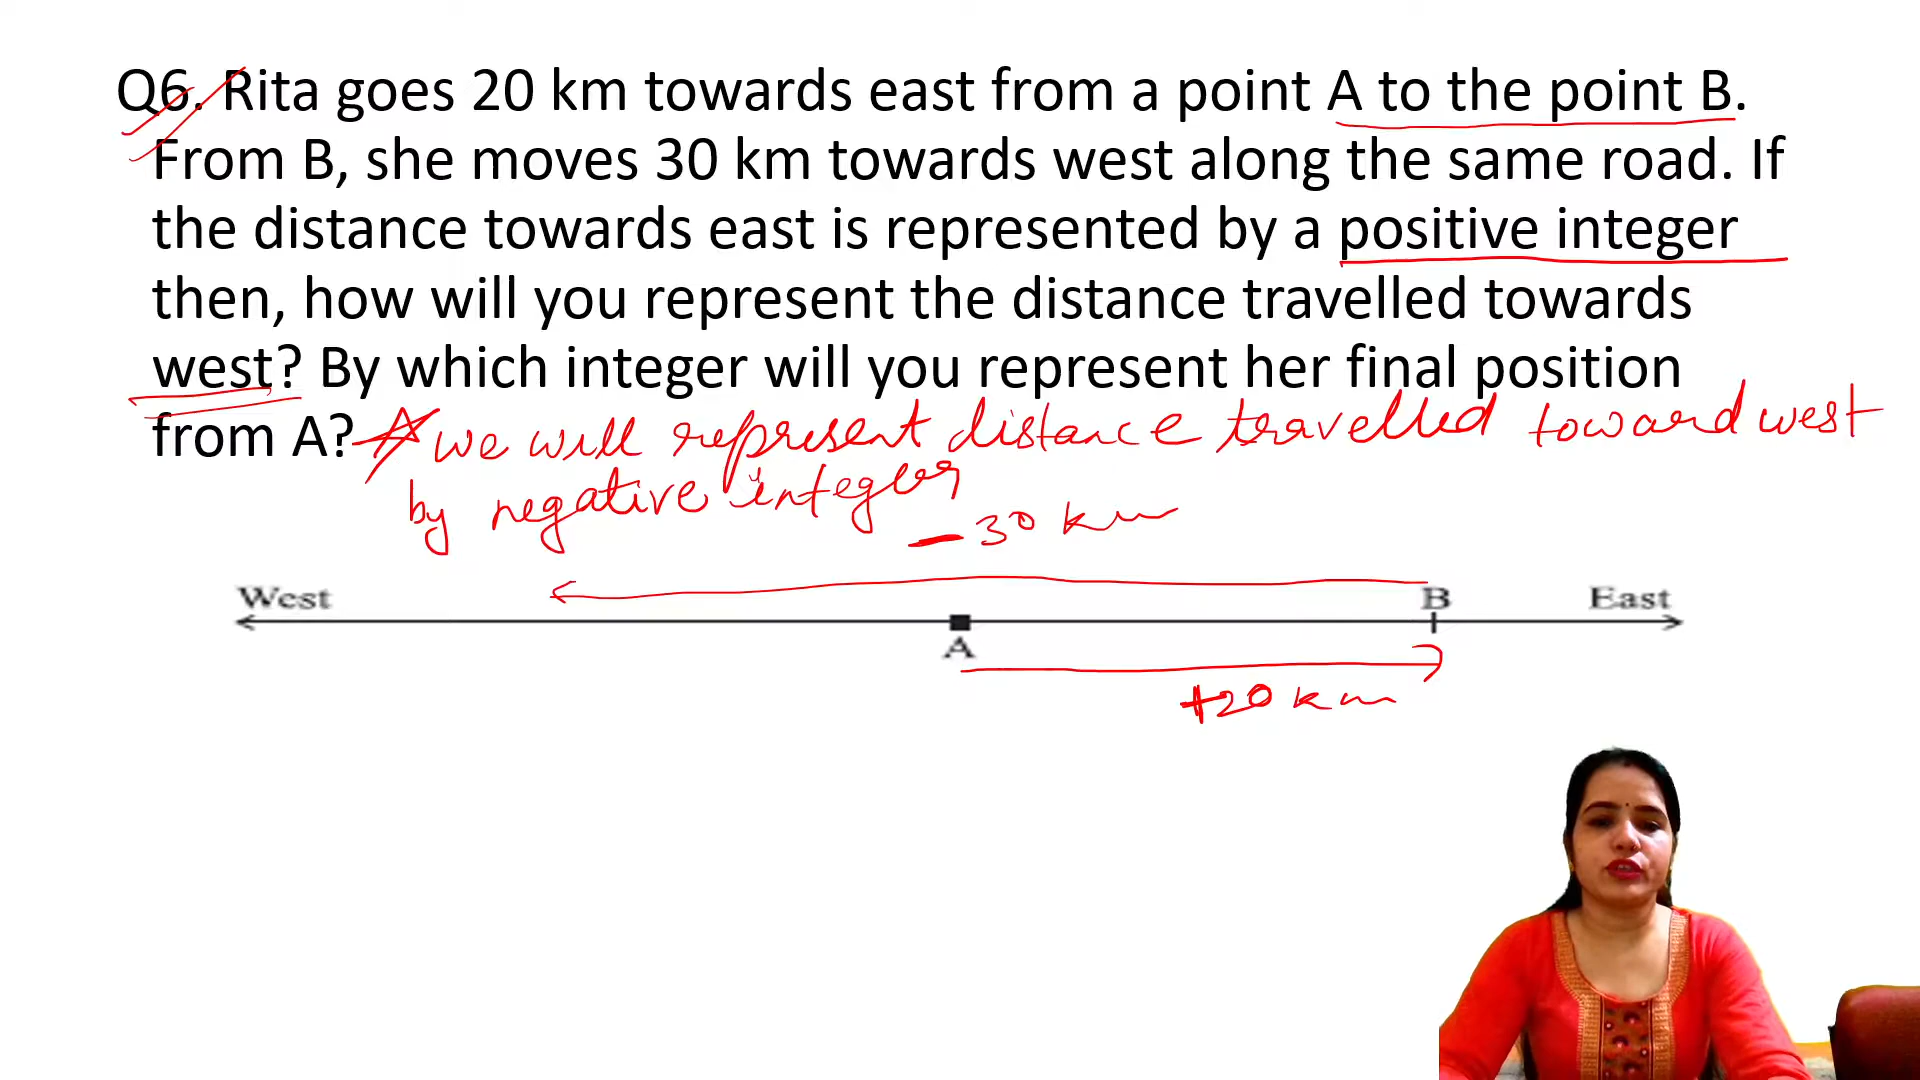 Q6. Rita goes 20 km towards east from a point A to the point B.
From B, she moves 30 km towards west along the same road. If
the distance towards east is represented by a positive integer
then, how will you represent the distance travelled towards
west? By which integer will you represent her final position
from A?
A we will represent distance travelled toward west
by negative integer
- 30 km
West B East
A
+20 km